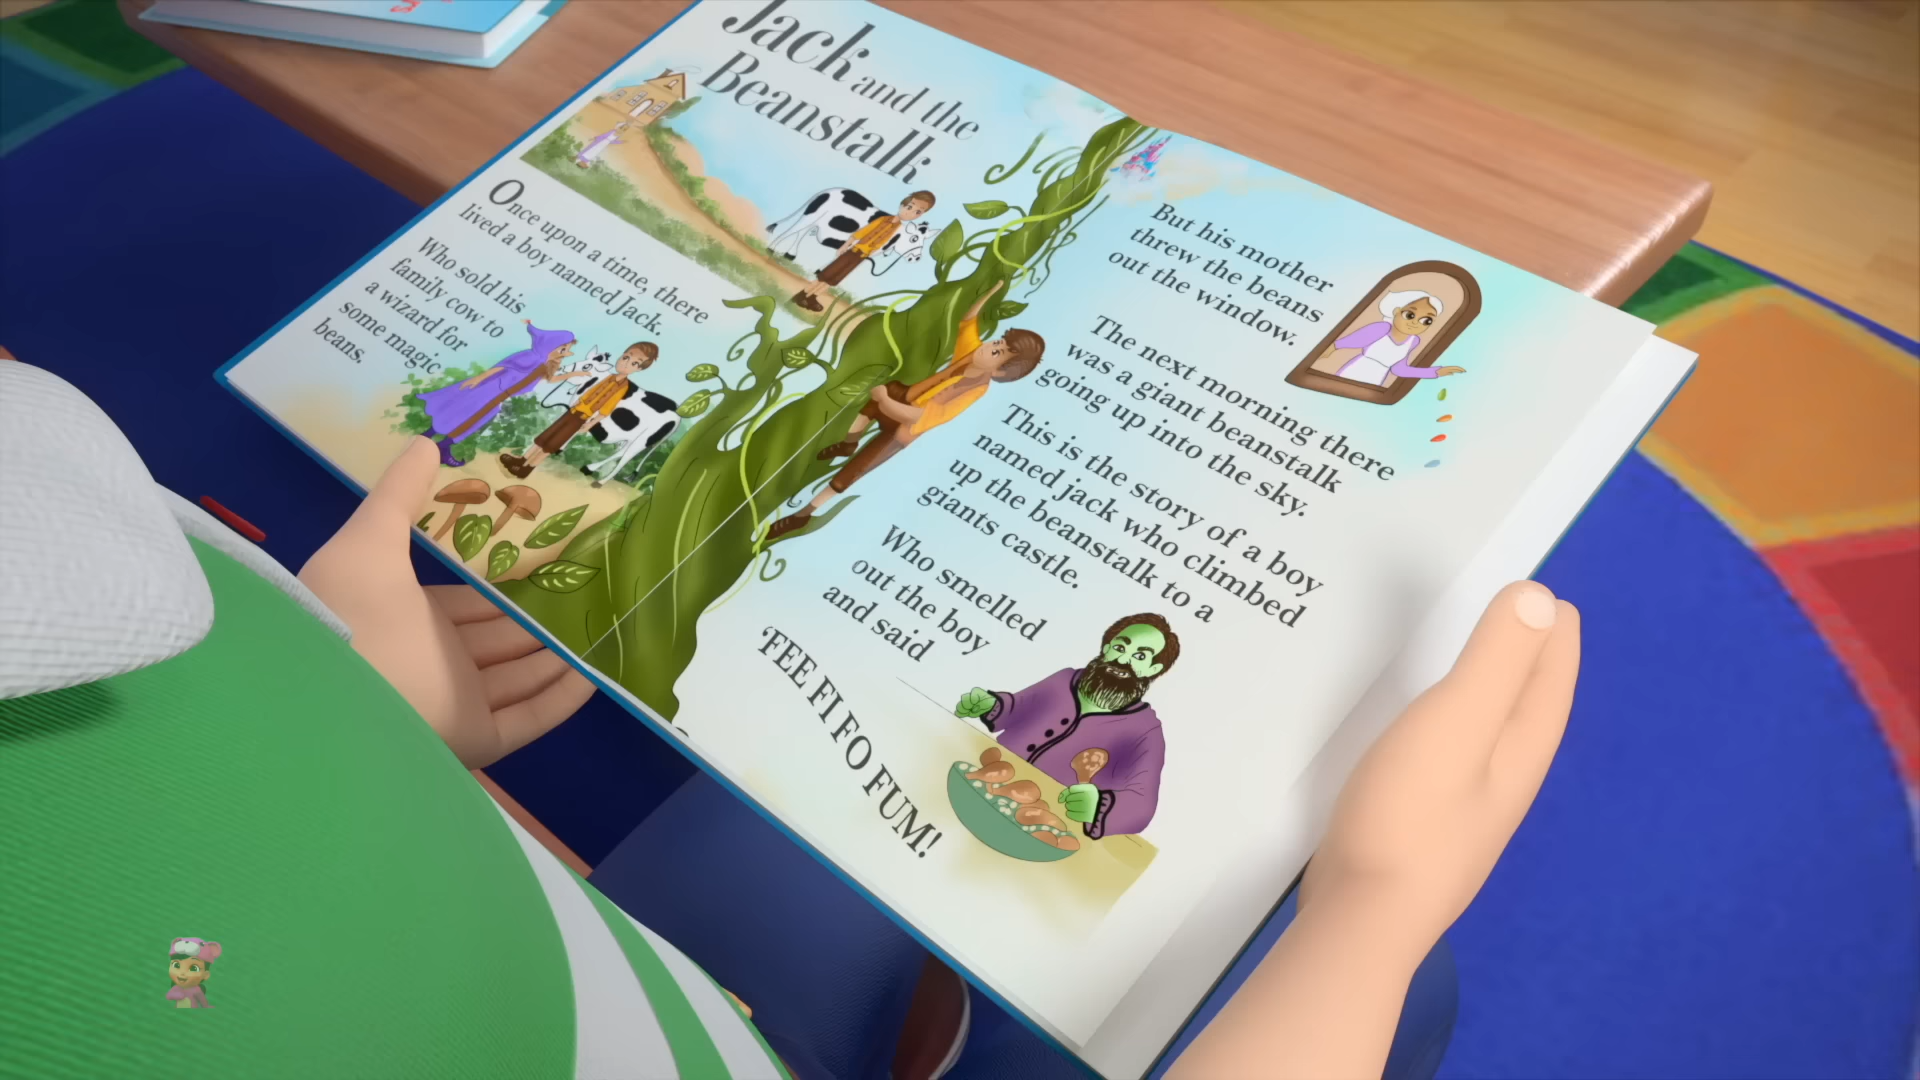 Jack and the
Beanstalk
Once upon a time, there
lived a boy named Jack.
Who sold his
family cow to
a wizard for
some magic
beans.
But his mother
threw the beans
out the window.
The next morning there
was a giant beanstalk
going up into the sky.
This is the story of a boy
named jack who climbed
up the beanstalk to a
giants castle.
Who smelled
out the boy
and said
'FEE FI FO FUM!